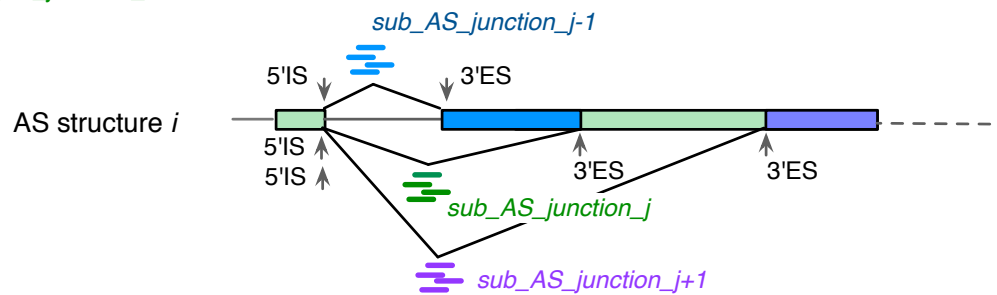 sub_AS_junction_j-1
5'IS
3'ES
AS structure i
5'IS
5'IS
3'ES
3'ES
sub_AS_junction_j
sub_AS_junction_j+1